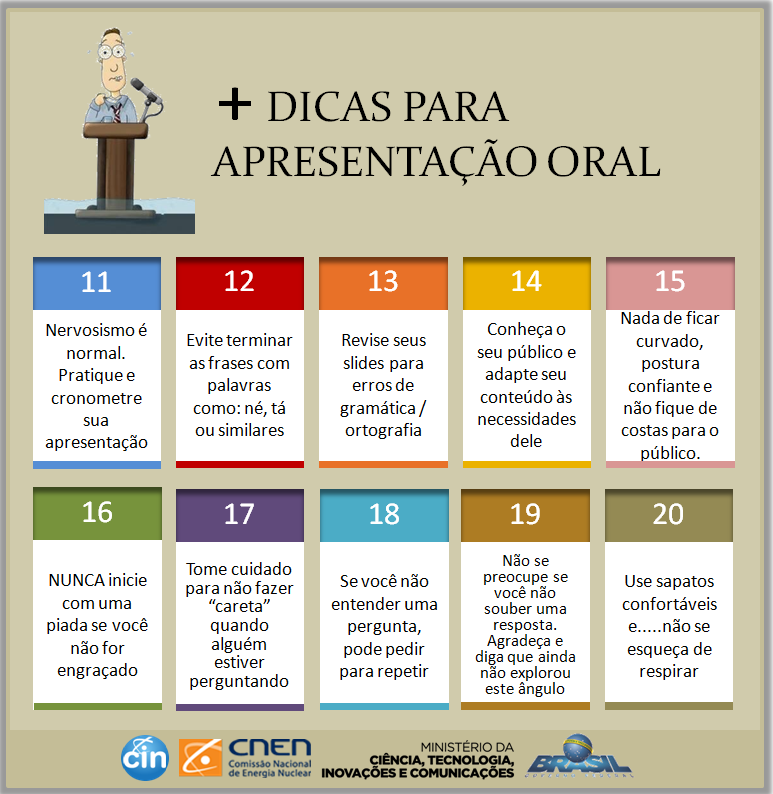 + DICAS PARA
APRESENTAÇÃO ORAL
11
Nervosismo é
normal.
Pratique e
cronometre
sua
apresentação
12
Evite terminar
as frases com
palavras
como: né, tá
ou similares
13
Revise seus
slides para
erros de
gramática /
ortografia
14
Conheça o
seu público e
adapte seu
conteúdo às
necessidades
dele
15
Nada de ficar
curvado,
postura
confiante e
não fique de
costas para o
público.
16
NUNCA inicie
com uma
piada se você
não for
engraçado
17
Tome cuidado
para não fazer
“careta”
quando
alguém
estiver
perguntando
18
Se você não
entender uma
pergunta,
pode pedir
para repetir
19
Não se
preocupe se
você não
souber uma
resposta.
Agradeça e
diga que ainda
não explorou
este ângulo
20
Use sapatos
confortáveis
e.....não se
esqueça de
respirar
cin
CNEN
Comissão Nacional
de Energia Nuclear
MINISTÉRIO DA
CIÊNCIA, TECNOLOGIA,
INOVAÇÕES E COMUNICAÇÕES
BRASIL
GOVERNO FEDERAL